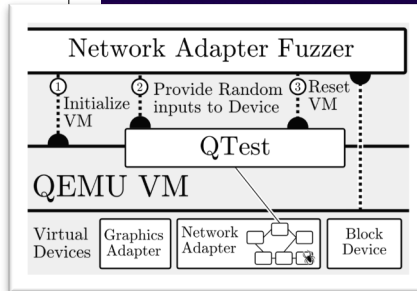 Network Adapter Fuzzer
1 Initialize
VM
2 Provide Random
inputs to Device
3 Reset
VM
QTest
QEMU VM
Virtual
Devices
Graphics
Adapter
Network
Adapter
Block
Device